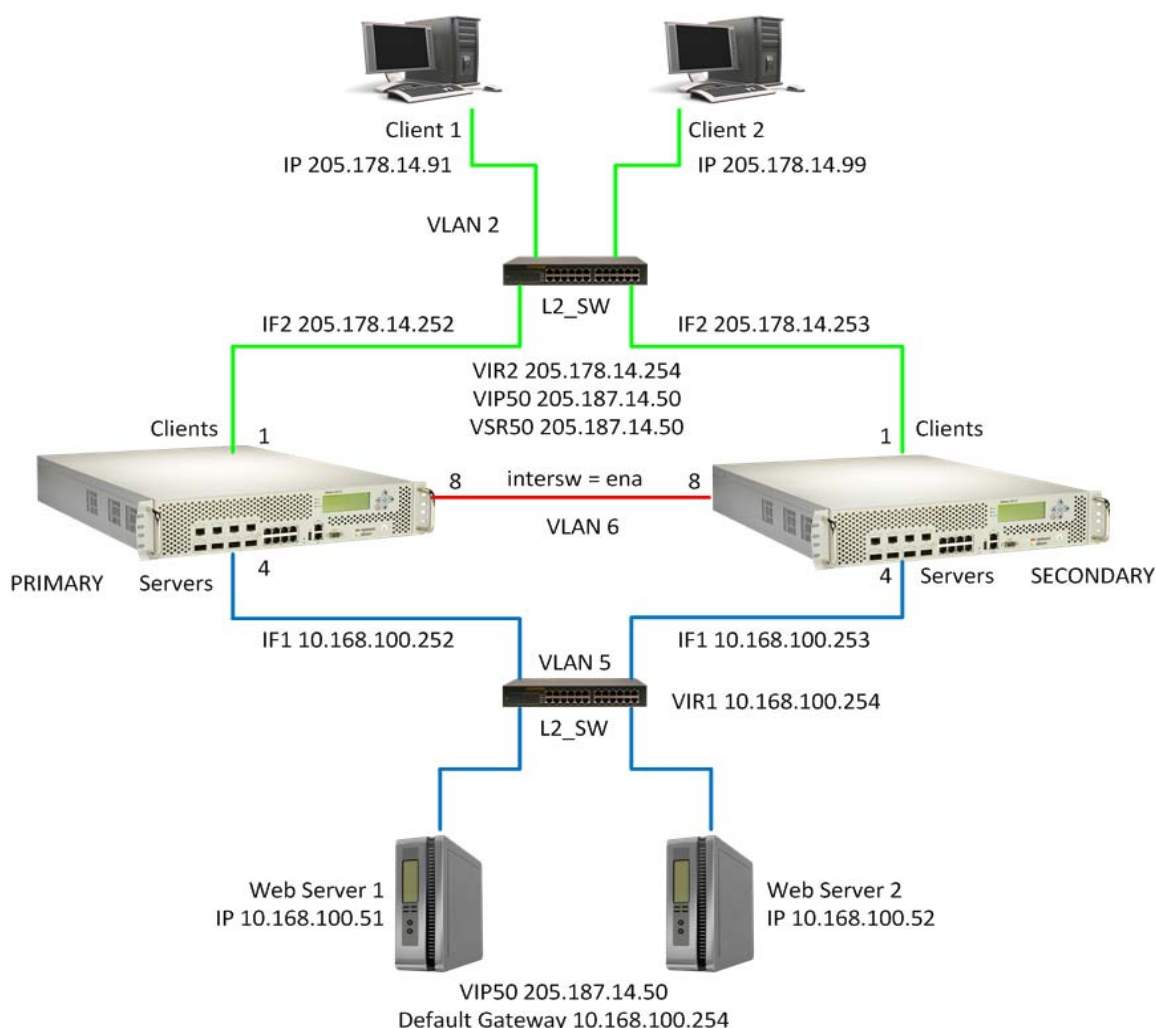 Client 1
Client 2
IP 205.178.14.91
IP 205.178.14.99
VLAN 2
L2_SW
IF2 205.178.14.252
IF2 205.178.14.253
VIR2 205.178.14.254
VIP50 205.187.14.50
VSR50 205.187.14.50
Clients
1
1
Clients
8
intersw = ena
8
VLAN 6
PRIMARY
Servers
4
4
Servers
SECONDARY
IF1 10.168.100.252
IF1 10.168.100.253
VLAN 5
VIR1 10.168.100.254
L2_SW
Web Server 1
IP 10.168.100.51
Web Server 2
IP 10.168.100.52
VIP50 205.187.14.50
Default Gateway 10.168.100.254